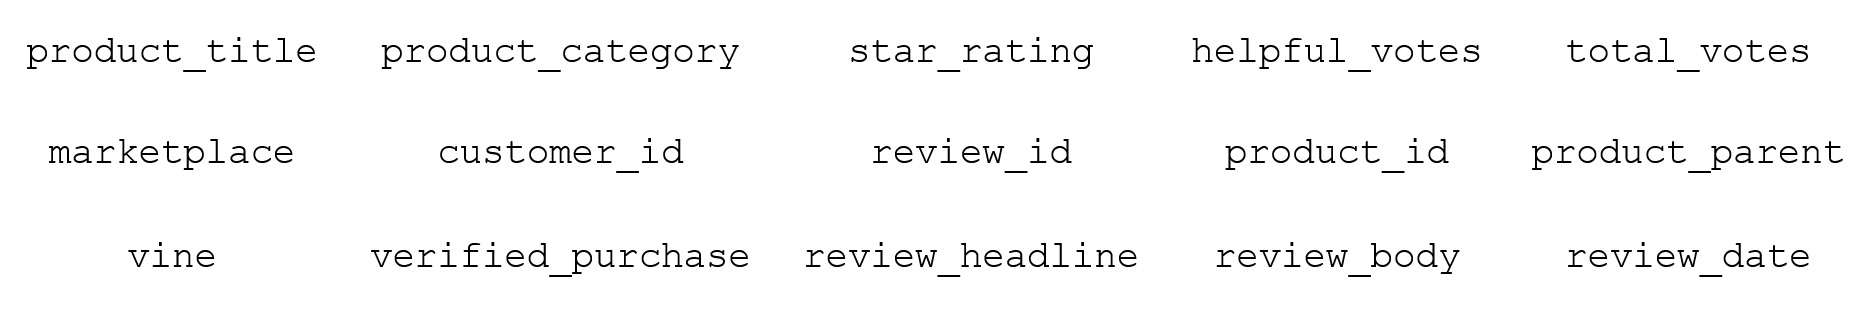 product_title product_category star_rating helpful_votes total_votes
marketplace customer_id review_id product_id product_parent
vine verified_purchase review_headline review_body review_date